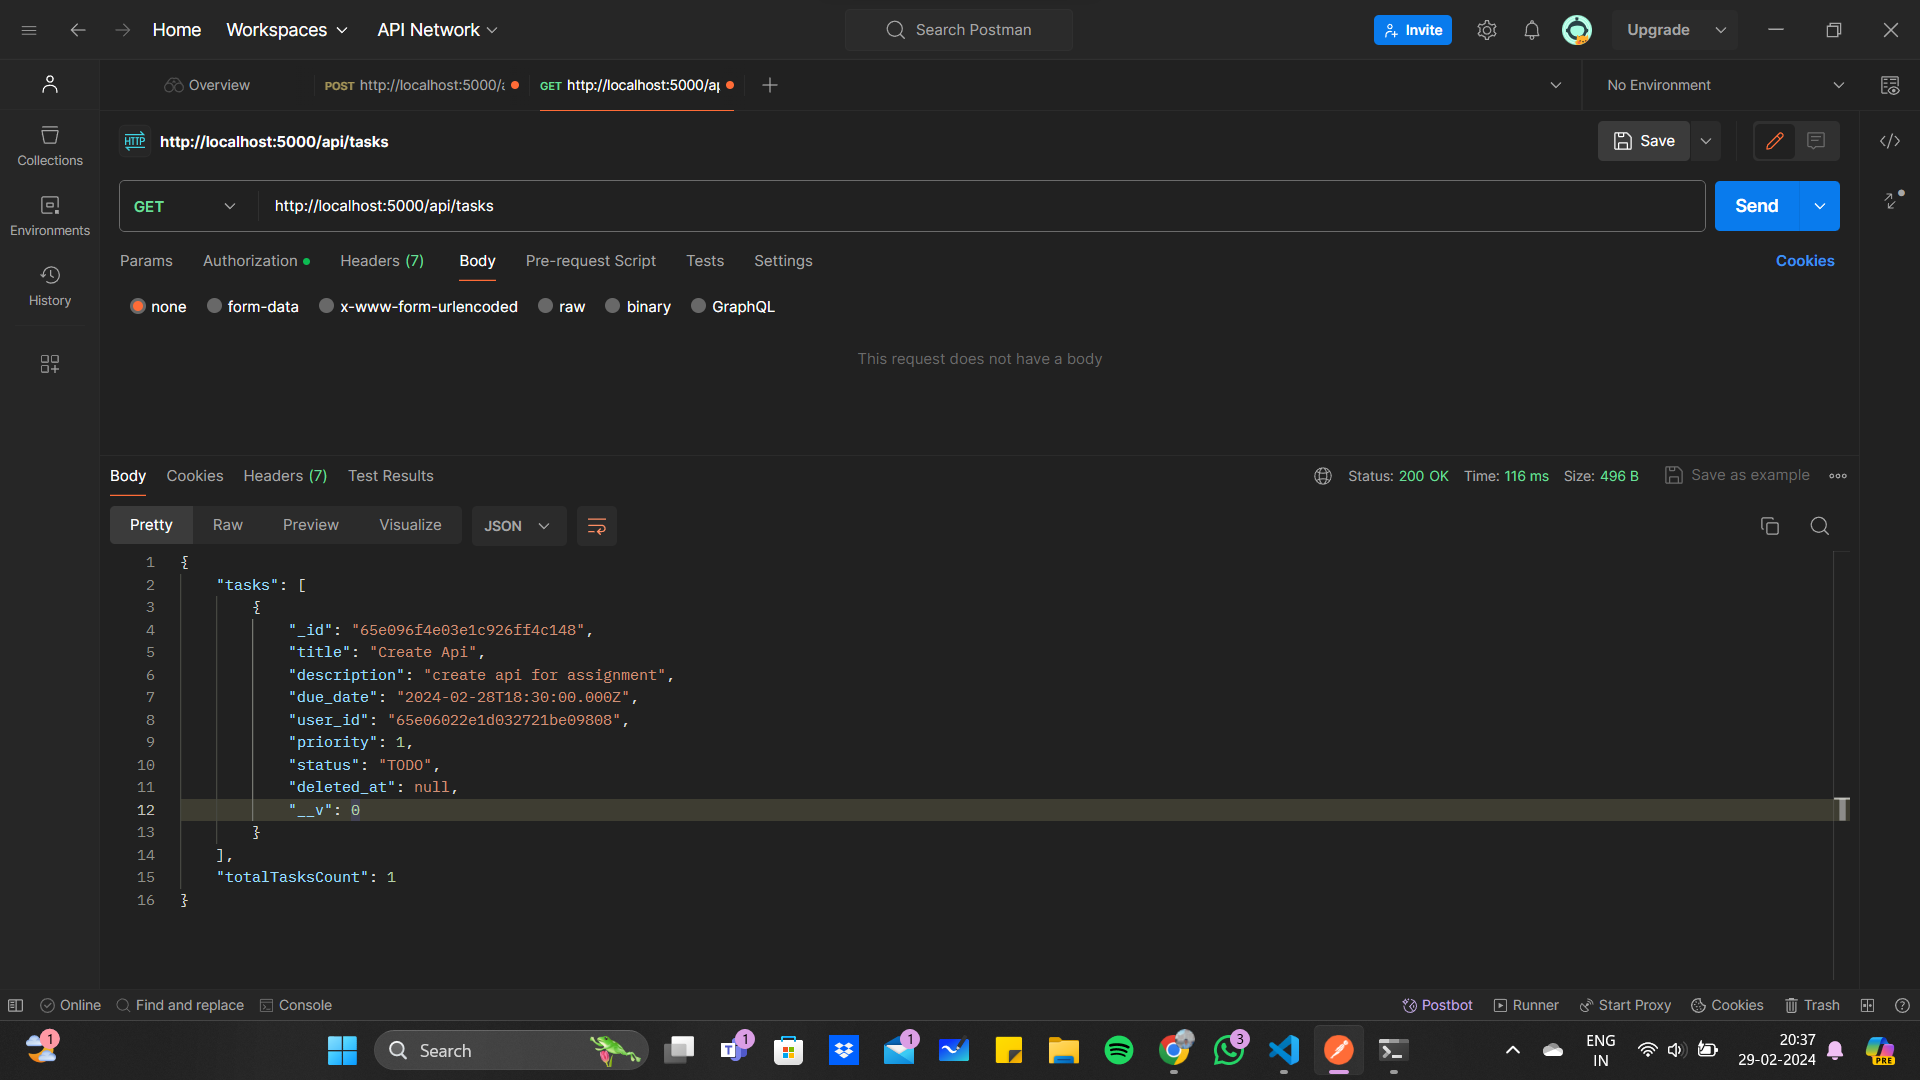 Home Workspaces API Network Search Postman Invite Upgrade
Overview POST http://localhost:5000/a GET http://localhost:5000/ap No Environment
HTTP http://localhost:5000/api/tasks Save
Collections
Environments
History
GET http://localhost:5000/api/tasks Send
Params Authorization Headers (7) Body Pre-request Script Tests Settings Cookies
none form-data x-www-form-urlencoded raw binary GraphQL
This request does not have a body
Body Cookies Headers (7) Test Results Status: 200 OK Time: 116 ms Size: 496 B Save as example
Pretty Raw Preview Visualize JSON
1 {
2 "tasks": [
3 {
4 "_id": "65e096f4e03e1c926ff4c148",
5 "title": "Create Api",
6 "description": "create api for assignment",
7 "due_date": "2024-02-28T18:30:00.000Z",
8 "user_id": "65e06022e1d032721be09808",
9 "priority": 1,
10 "status": "TODO",
11 "deleted_at": null,
12 "__v": 0
13 }
14 ],
15 "totalTasksCount": 1
16 }
Online Find and replace Console Postbot Runner Start Proxy Cookies Trash
1 Search 1 1 3 ENG 20:37
IN 29-02-2024 PRE